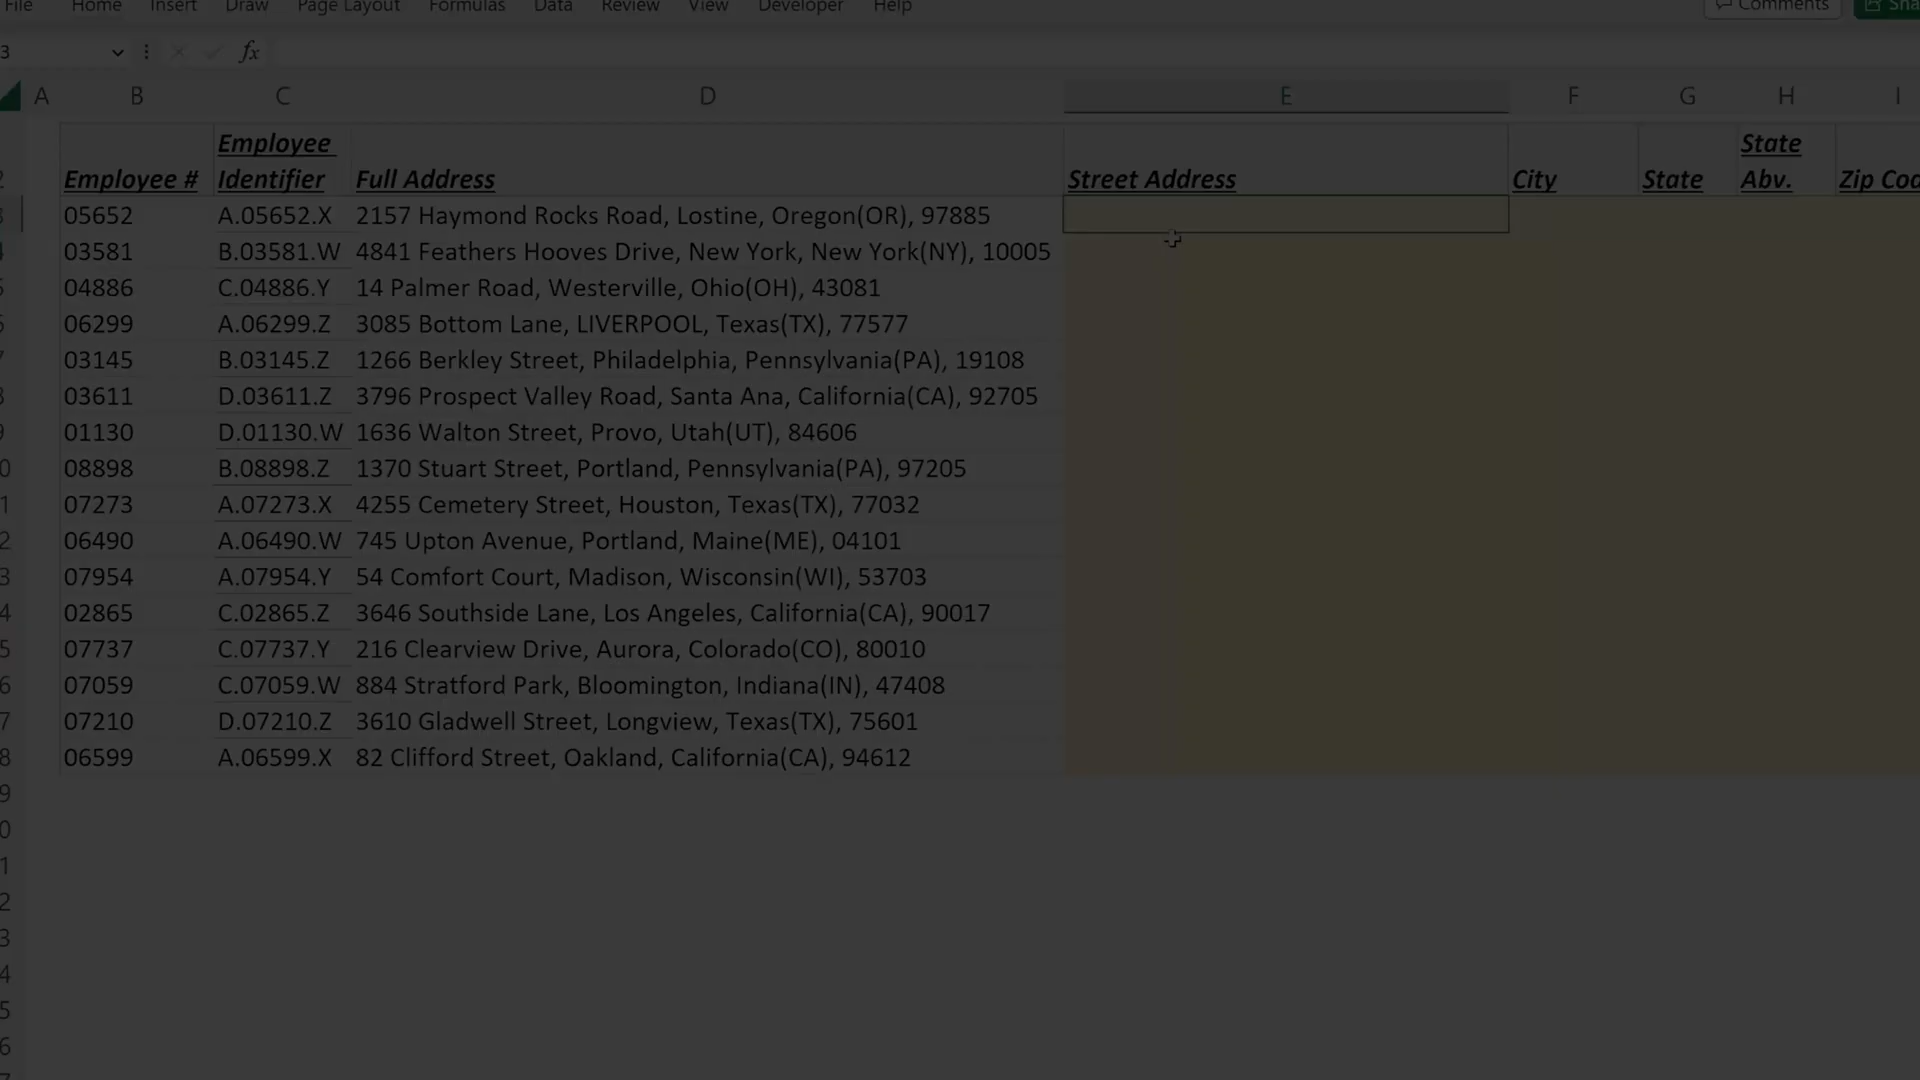 File Home Insert Draw Page Layout Formulas Data Review View Developer Help Comments
3 fx
A B C D E F G H I
Employee # Employee Identifier Full Address Street Address City State State Abv.
05652 A.05652.X 2157 Haymond Rocks Road, Lostine, Oregon(OR), 97885
03581 B.03581.W 4841 Feathers Hooves Drive, New York, New York(NY), 10005
04886 C.04886.Y 14 Palmer Road, Westerville, Ohio(OH), 43081
06299 A.06299.Z 3085 Bottom Lane, LIVERPOOL, Texas(TX), 77577
03145 B.03145.Z 1266 Berkley Street, Philadelphia, Pennsylvania(PA), 19108
03611 D.03611.Z 3796 Prospect Valley Road, Santa Ana, California(CA), 92705
01130 D.01130.W 1636 Walton Street, Provo, Utah(UT), 84606
08898 B.08898.Z 1370 Stuart Street, Portland, Pennsylvania(PA), 97205
07273 A.07273.X 4255 Cemetery Street, Houston, Texas(TX), 77032
06490 A.06490.W 745 Upton Avenue, Portland, Maine(ME), 04101
07954 A.07954.Y 54 Comfort Court, Madison, Wisconsin(WI), 53703
02865 C.02865.Z 3646 Southside Lane, Los Angeles, California(CA), 90017
07737 C.07737.Y 216 Clearview Drive, Aurora, Colorado(CO), 80010
07059 C.07059.W 884 Stratford Park, Bloomington, Indiana(IN), 47408
07210 D.07210.Z 3610 Gladwell Street, Longview, Texas(TX), 75601
06599 A.06599.X 82 Clifford Street, Oakland, California(CA), 94612